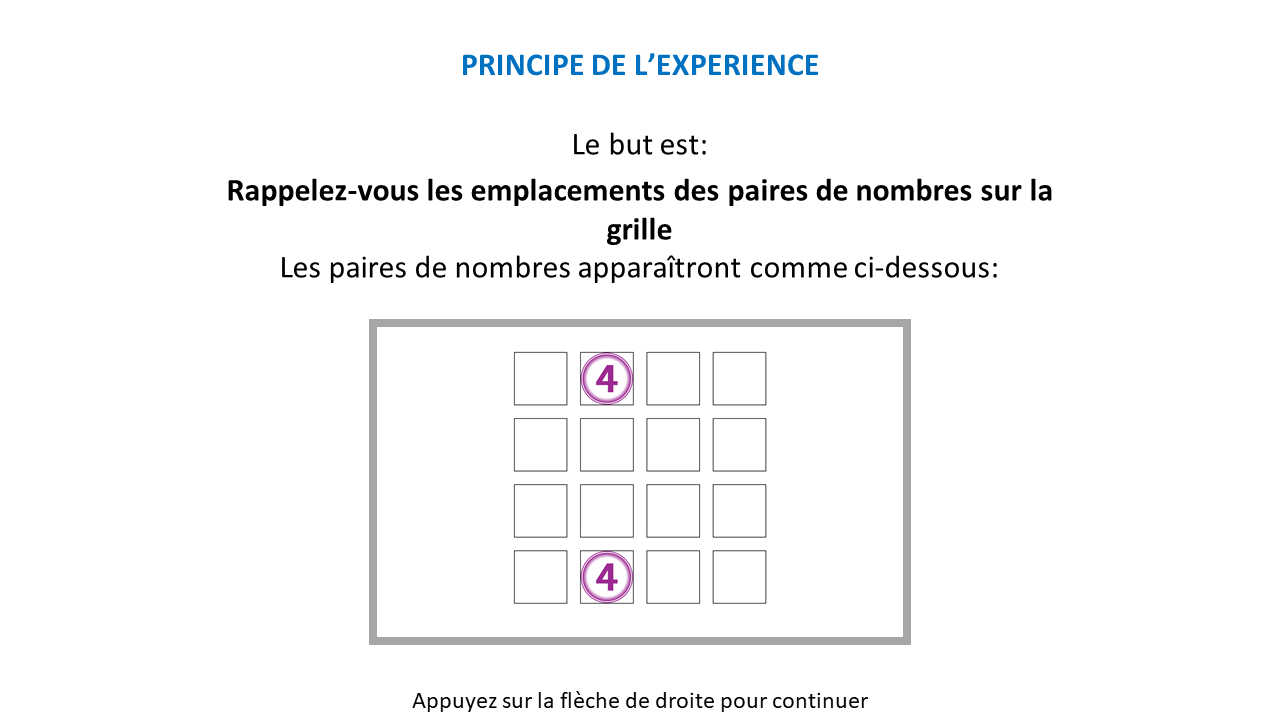 PRINCIPE DE L’EXPERIENCE
Le but est:
Rappelez-vous les emplacements des paires de nombres sur la
grille
Les paires de nombres apparaîtront comme ci-dessous:
4
4
Appuyez sur la flèche de droite pour continuer